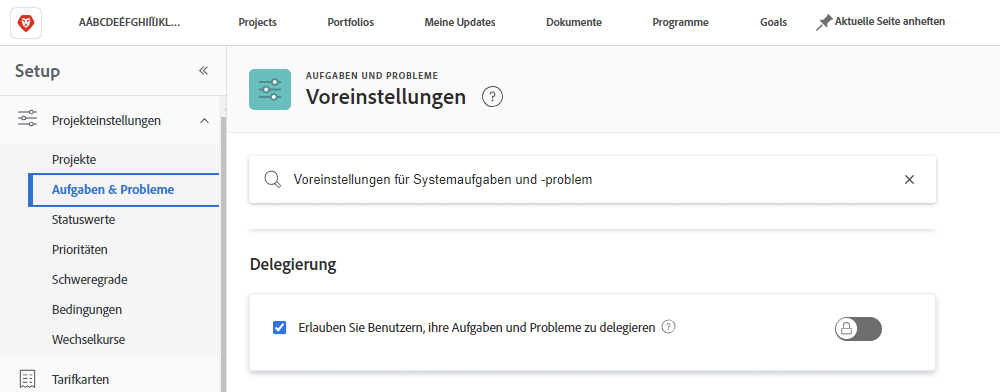 AÁBCDEÉFGHIÍJKL... Projects Portfolios Meine Updates Dokumente Programme Goals Aktuelle Seite anheften
Setup
AUFGABEN UND PROBLEME
Voreinstellungen
Projekteinstellungen
Projekte
Aufgaben & Probleme
Statuswerte
Prioritäten
Schweregrade
Bedingungen
Wechselkurse
Tarifkarten
Voreinstellungen für Systemaufgaben und -problem
Delegierung
Erlauben Sie Benutzern, ihre Aufgaben und Probleme zu delegieren